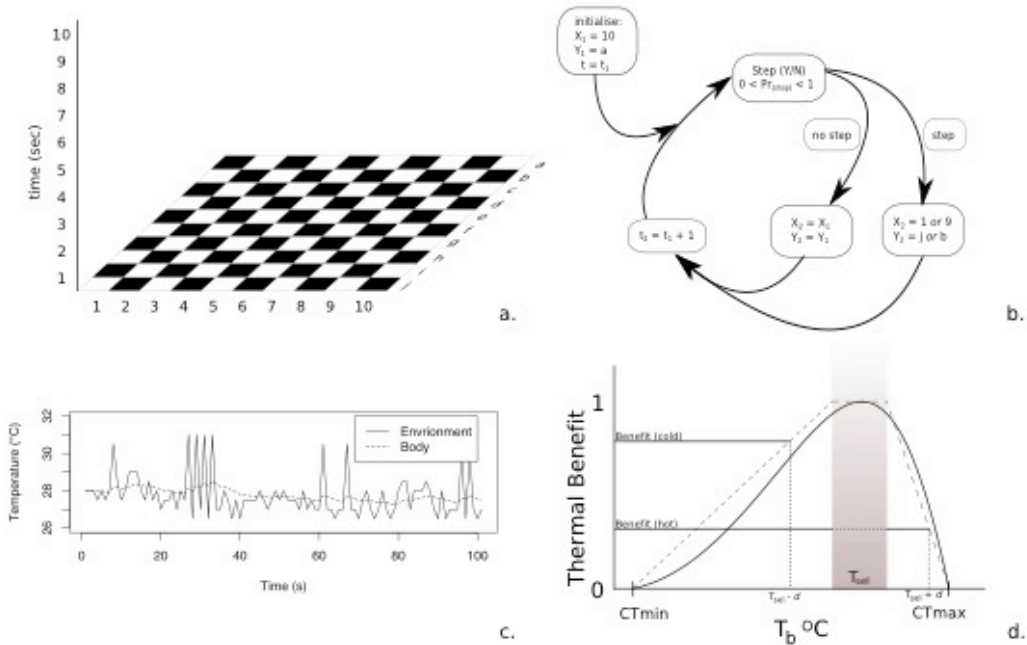 10
9
8
7
6
5
4
3
2
1
time (sec)
1 2 3 4 5 6 7 8 9 10
a.
initialise:
X₁ = 10
Y₁ = a
t = t₁
Step (Y/N)
0 < Pr(step) < 1
no step
step
X₂ = X₁
Y₂ = Y₁
X₂ = 1 or 9
Y₂ = j or b
t₂ = t₁ + 1
b.
32
30
28
26
Temperature (°C)
Envrionment
Body
0 20 40 60 80 100
Time (s)
c.
Thermal Benefit
1
Benefit (cold)
Benefit (hot)
0
Tsel
Tsel - d
Tsel + d
CTmin
CTmax
Tb °C
d.